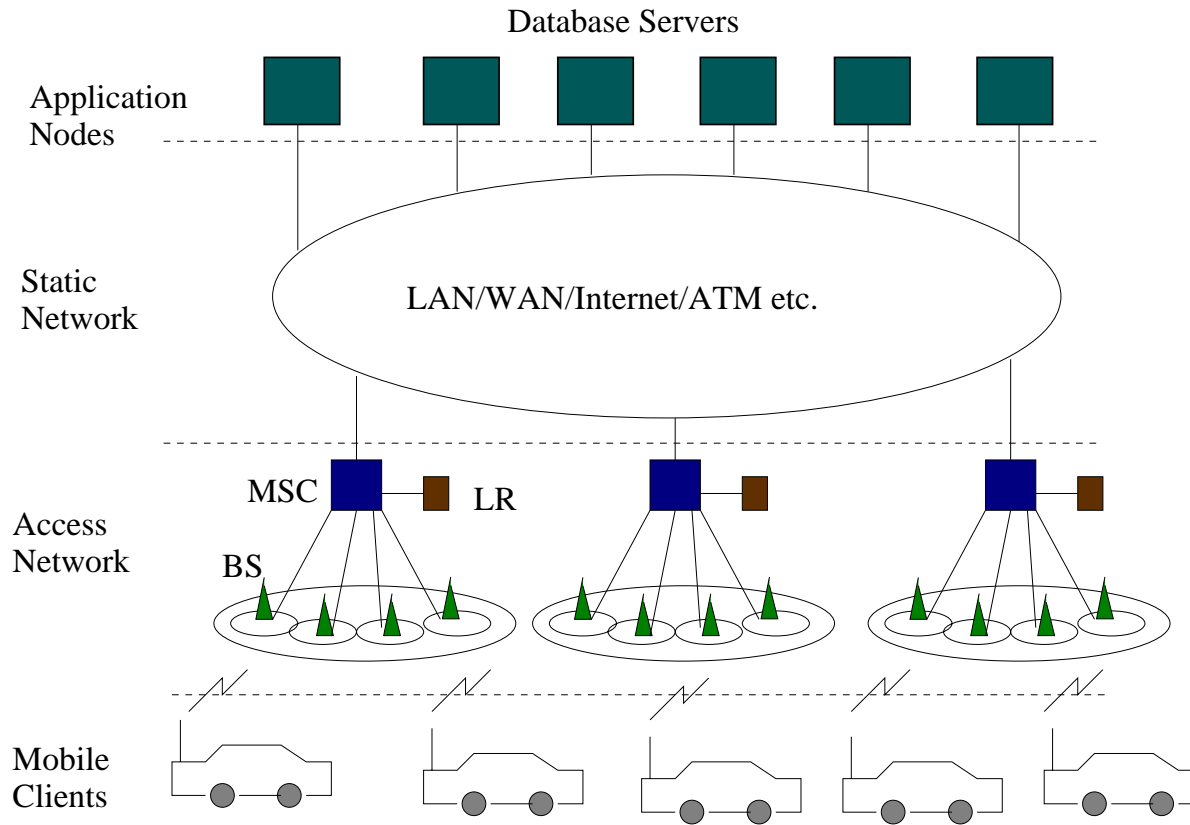 Database Servers
Application
Nodes
Static
Network
LAN/WAN/Internet/ATM etc.
MSC
LR
Access
Network
BS
Mobile
Clients